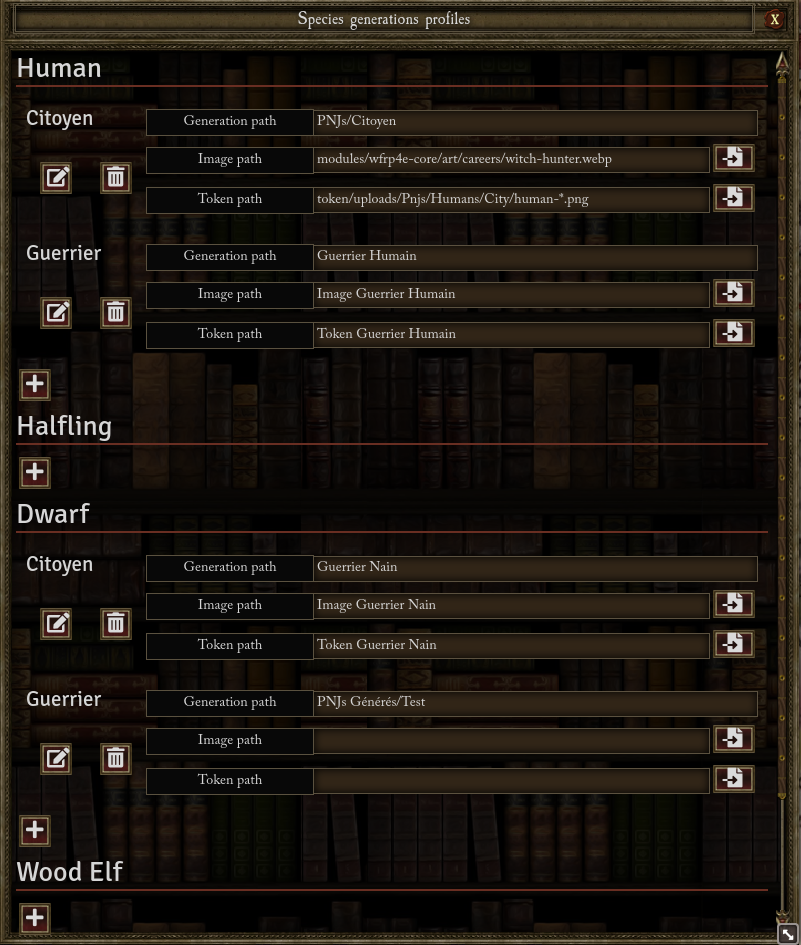 Species generations profiles
X
Human
Citoyen
Generation path PNJs/Citoyen
Image path modules/wfrp4e-core/art/careers/witch-hunter.webp
Token path token/uploads/Pnjs/Humans/City/human-*.png
Guerrier
Generation path Guerrier Humain
Image path Image Guerrier Humain
Token path Token Guerrier Humain
Halfling
Dwarf
Citoyen
Generation path Guerrier Nain
Image path Image Guerrier Nain
Token path Token Guerrier Nain
Guerrier
Generation path PNJs Générés/Test
Image path
Token path
Wood Elf